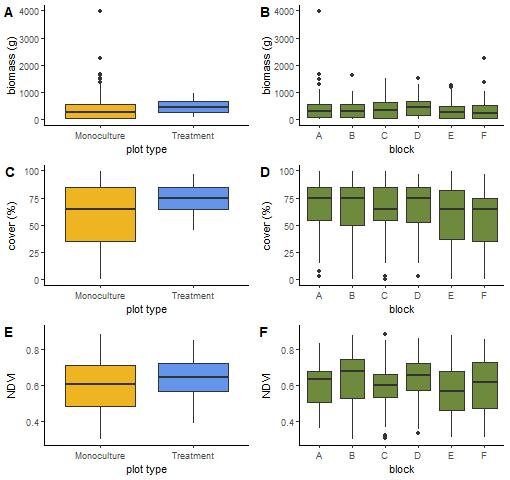 A
biomass (g)
4000
3000
2000
1000
0
Monoculture Treatment
plot type
B
biomass (g)
4000
3000
2000
1000
0
A B C D E F
block
C
cover (%)
100
75
50
25
0
Monoculture Treatment
plot type
D
cover (%)
100
75
50
25
0
A B C D E F
block
E
NDVI
0.8
0.6
0.4
Monoculture Treatment
plot type
F
NDVI
0.8
0.6
0.4
A B C D E F
block